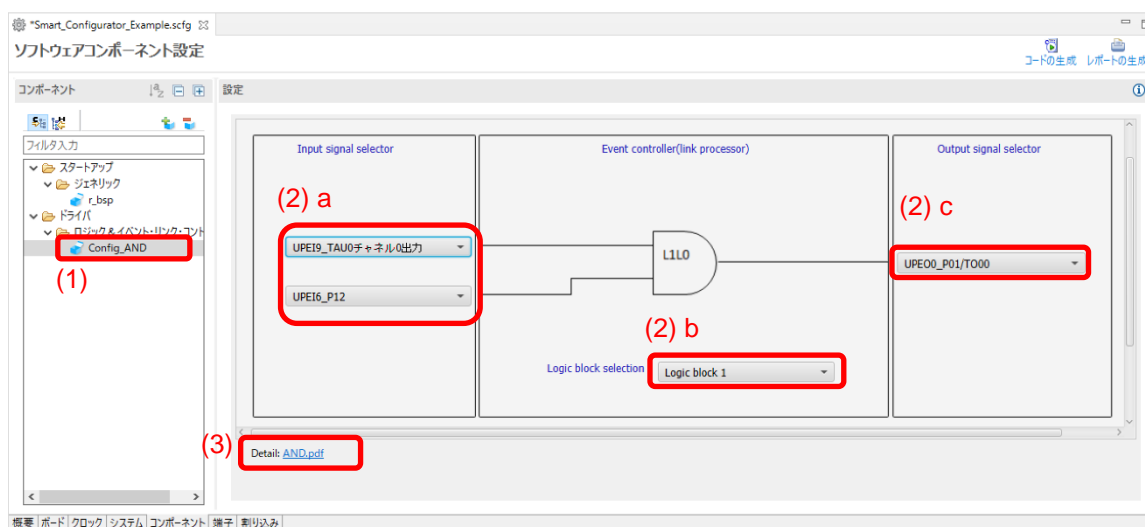 *Smart_Configurator_Example.scfg
ソフトウェアコンポーネント設定
コードの生成 レポートの生成
コンポーネント
設定
フィルタ入力
スタートアップ
ジェネリック
r_bsp
ドライバ
ロジック&イベント・リンク・コント
Config_AND
(1)
Input signal selector
Event controller(link processor)
Output signal selector
(2) a
(2) c
UPEI9_TAU0チャネル0出力
L1L0
UPEO0_P01/TO00
UPEI6_P12
(2) b
Logic block selection
Logic block 1
(3)
Detail: AND.pdf
概要 ボード クロック システム コンポーネント 端子 割り込み